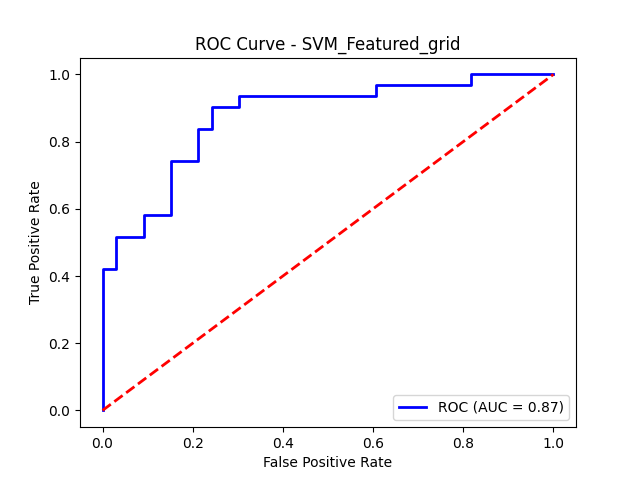 ROC Curve - SVM_Featured_grid
1.0
0.8
0.6
0.4
0.2
0.0
True Positive Rate
ROC (AUC = 0.87)
0.0 0.2 0.4 0.6 0.8 1.0
False Positive Rate